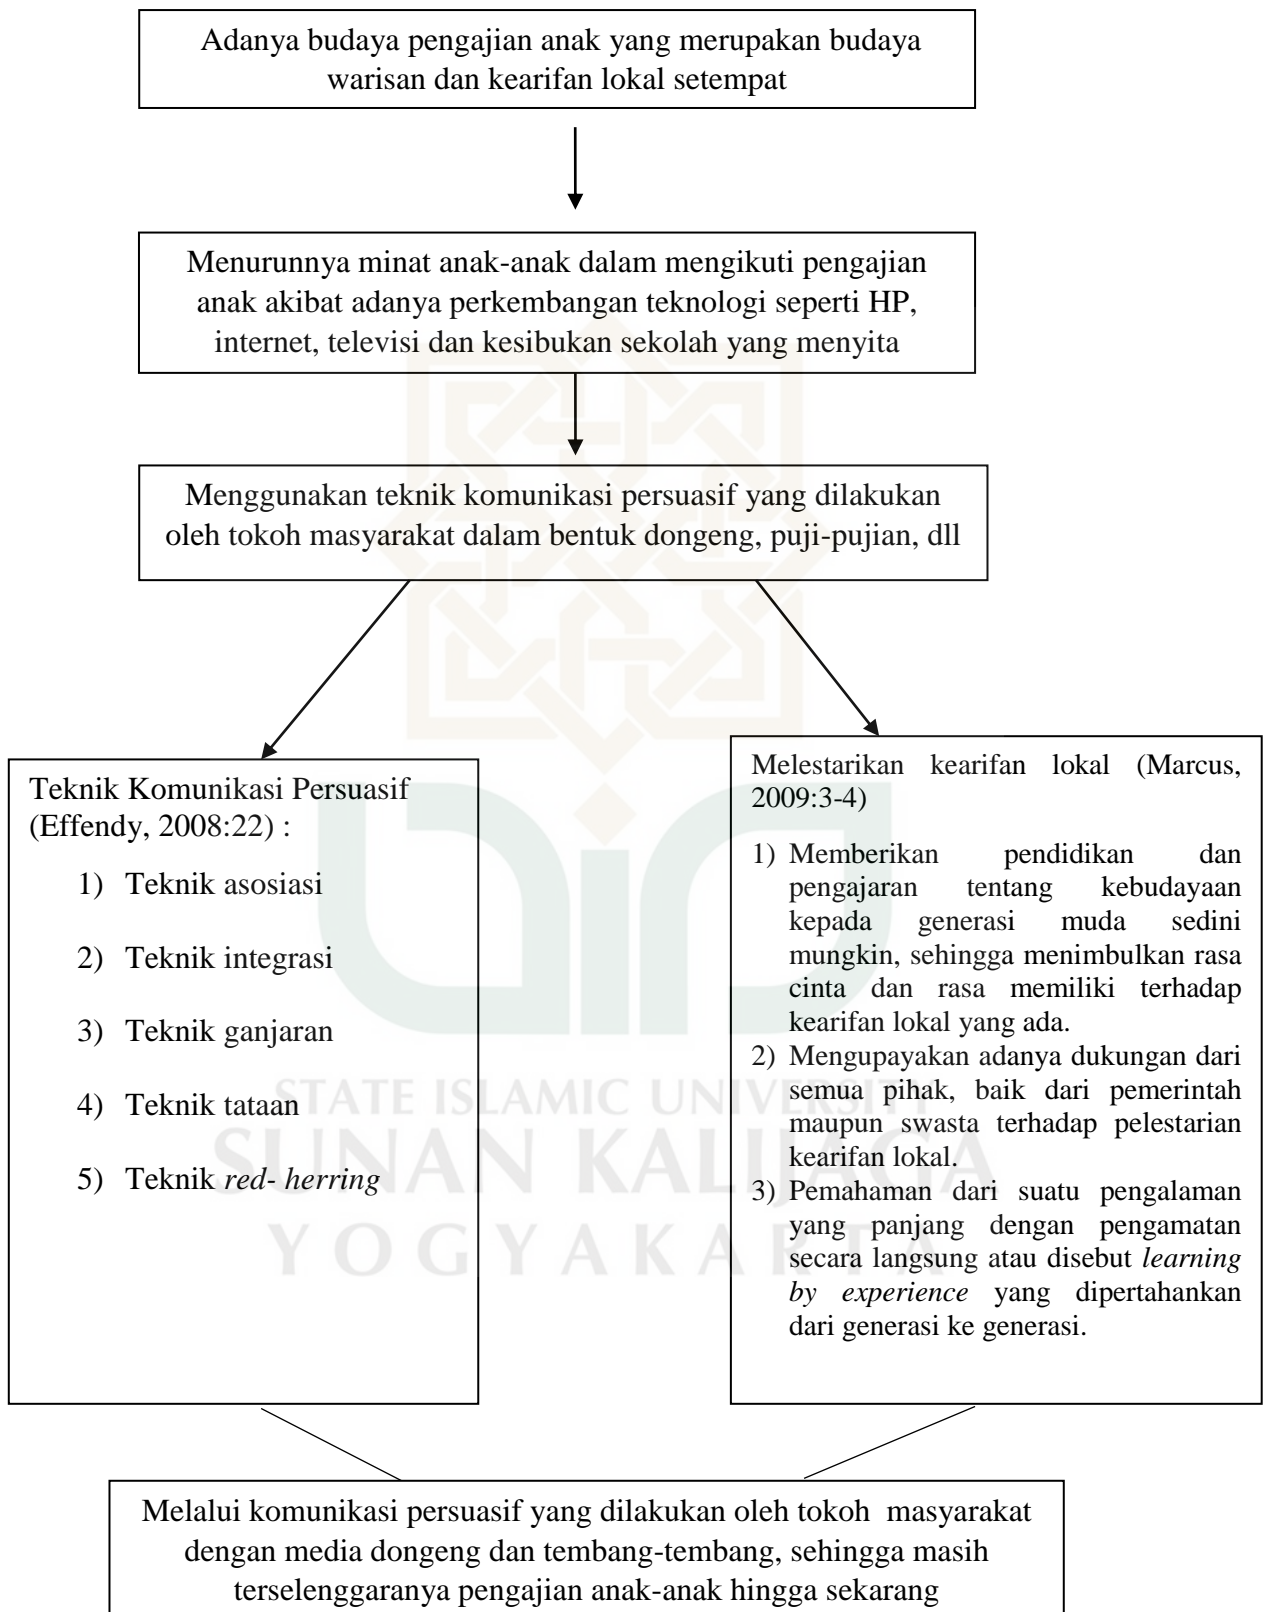 Adanya budaya pengajian anak yang merupakan budaya
warisan dan kearifan lokal setempat
Menurunnya minat anak-anak dalam mengikuti pengajian
anak akibat adanya perkembangan teknologi seperti HP,
internet, televisi dan kesibukan sekolah yang menyita
Menggunakan teknik komunikasi persuasif yang dilakukan
oleh tokoh masyarakat dalam bentuk dongeng, puji-pujian, dll
Teknik Komunikasi Persuasif
(Effendy, 2008:22) :
1) Teknik asosiasi
2) Teknik integrasi
3) Teknik ganjaran
4) Teknik tataan
5) Teknik red- herring
Melestarikan kearifan lokal (Marcus,
2009:3-4)
1) Memberikan pendidikan dan
pengajaran tentang kebudayaan
kepada generasi muda sedini
mungkin, sehingga menimbulkan rasa
cinta dan rasa memiliki terhadap
kearifan lokal yang ada.
2) Mengupayakan adanya dukungan dari
semua pihak, baik dari pemerintah
maupun swasta terhadap pelestarian
kearifan lokal.
3) Pemahaman dari suatu pengalaman
yang panjang dengan pengamatan
secara langsung atau disebut learning
by experience yang dipertahankan
dari generasi ke generasi.
STATE ISLAMIC UNIVERSITY
SUNAN KALIJAGA
YOGYAKARTA
Melalui komunikasi persuasif yang dilakukan oleh tokoh masyarakat
dengan media dongeng dan tembang-tembang, sehingga masih
terselenggaranya pengajian anak-anak hingga sekarang